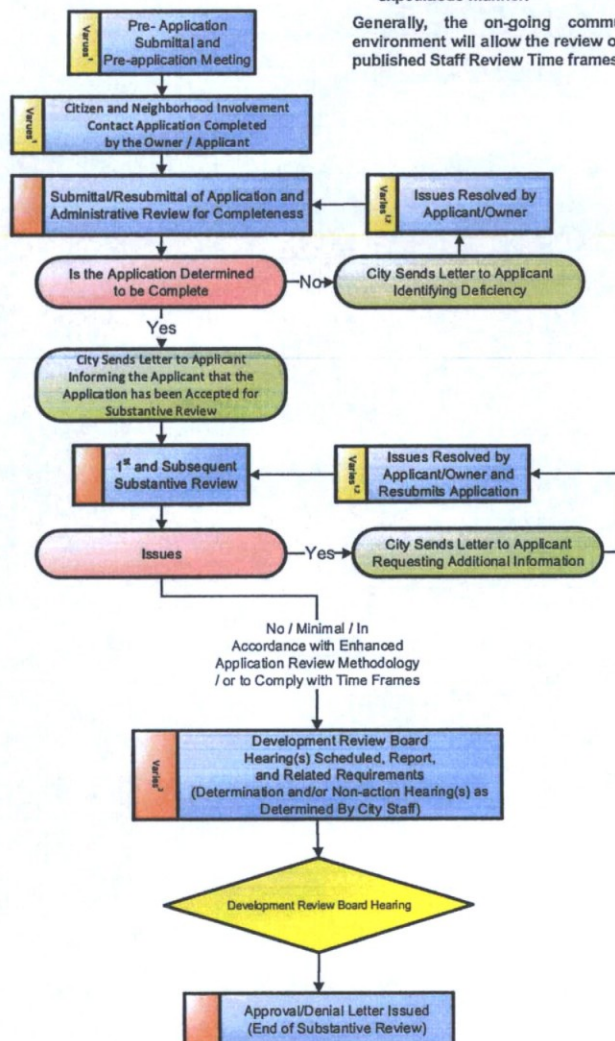 Generally, the on-going comm
environment will allow the review o
published Staff Review Time frames
Pre- Application
Submittal and
Pre-application Meeting
Varues¹
Citizen and Neighborhood Involvement
Contact Application Completed
by the Owner / Applicant
Varues¹
Submittal/Resubmittal of Application and
Administrative Review for Completeness
Varies¹,²
Issues Resolved by
Applicant/Owner
Is the Application Determined
to be Complete
No
City Sends Letter to Applicant
Identifying Deficiency
Yes
City Sends Letter to Applicant
Informing the Applicant that the
Application has been Accepted for
Substantive Review
1st and Subsequent
Substantive Review
Varies¹,²
Issues Resolved by
Applicant/Owner and
Resubmits Application
Issues
Yes
City Sends Letter to Applicant
Requesting Additional Information
No / Minimal / In
Accordance with Enhanced
Application Review Methodology
/ or to Comply with Time Frames
Varies
Development Review Board
Hearing(s) Scheduled, Report,
and Related Requirements
(Determination and/or Non-action Hearing(s) as
Determined By City Staff)
Development Review Board Hearing
Approval/Denial Letter Issued
(End of Substantive Review)